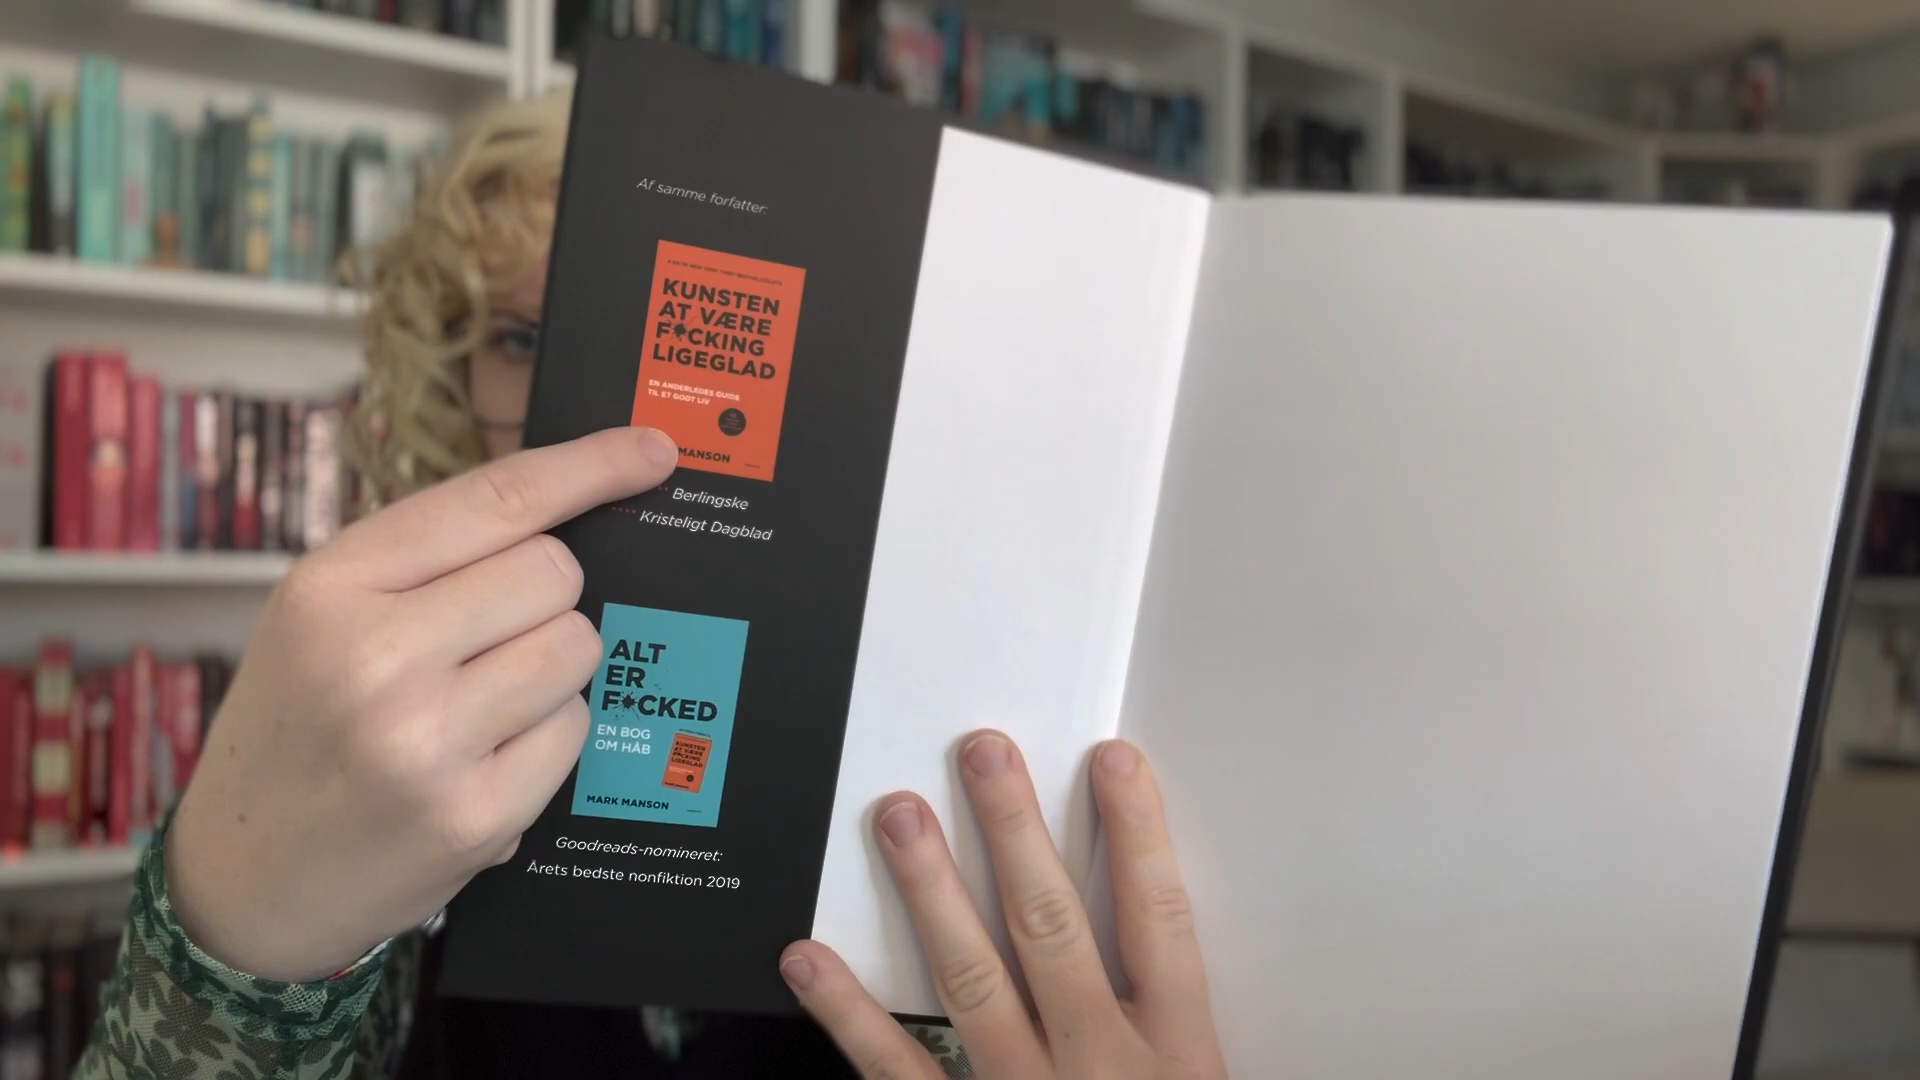 Af samme forfatter:
KUNSTEN
AT VÆRE
F*CKING
LIGEGLAD
EN ANDERLEDES GUIDE
TIL ET GODT LIV
MANSON
Berlingske
Kristeligt Dagblad
ALT
ER
F*CKED
EN BOG
OM HÅB
KUNSTEN
AT VÆRE
F*CKING
LIGEGLAD
MARK MANSON
Goodreads-nomineret:
Årets bedste nonfiktion 2019